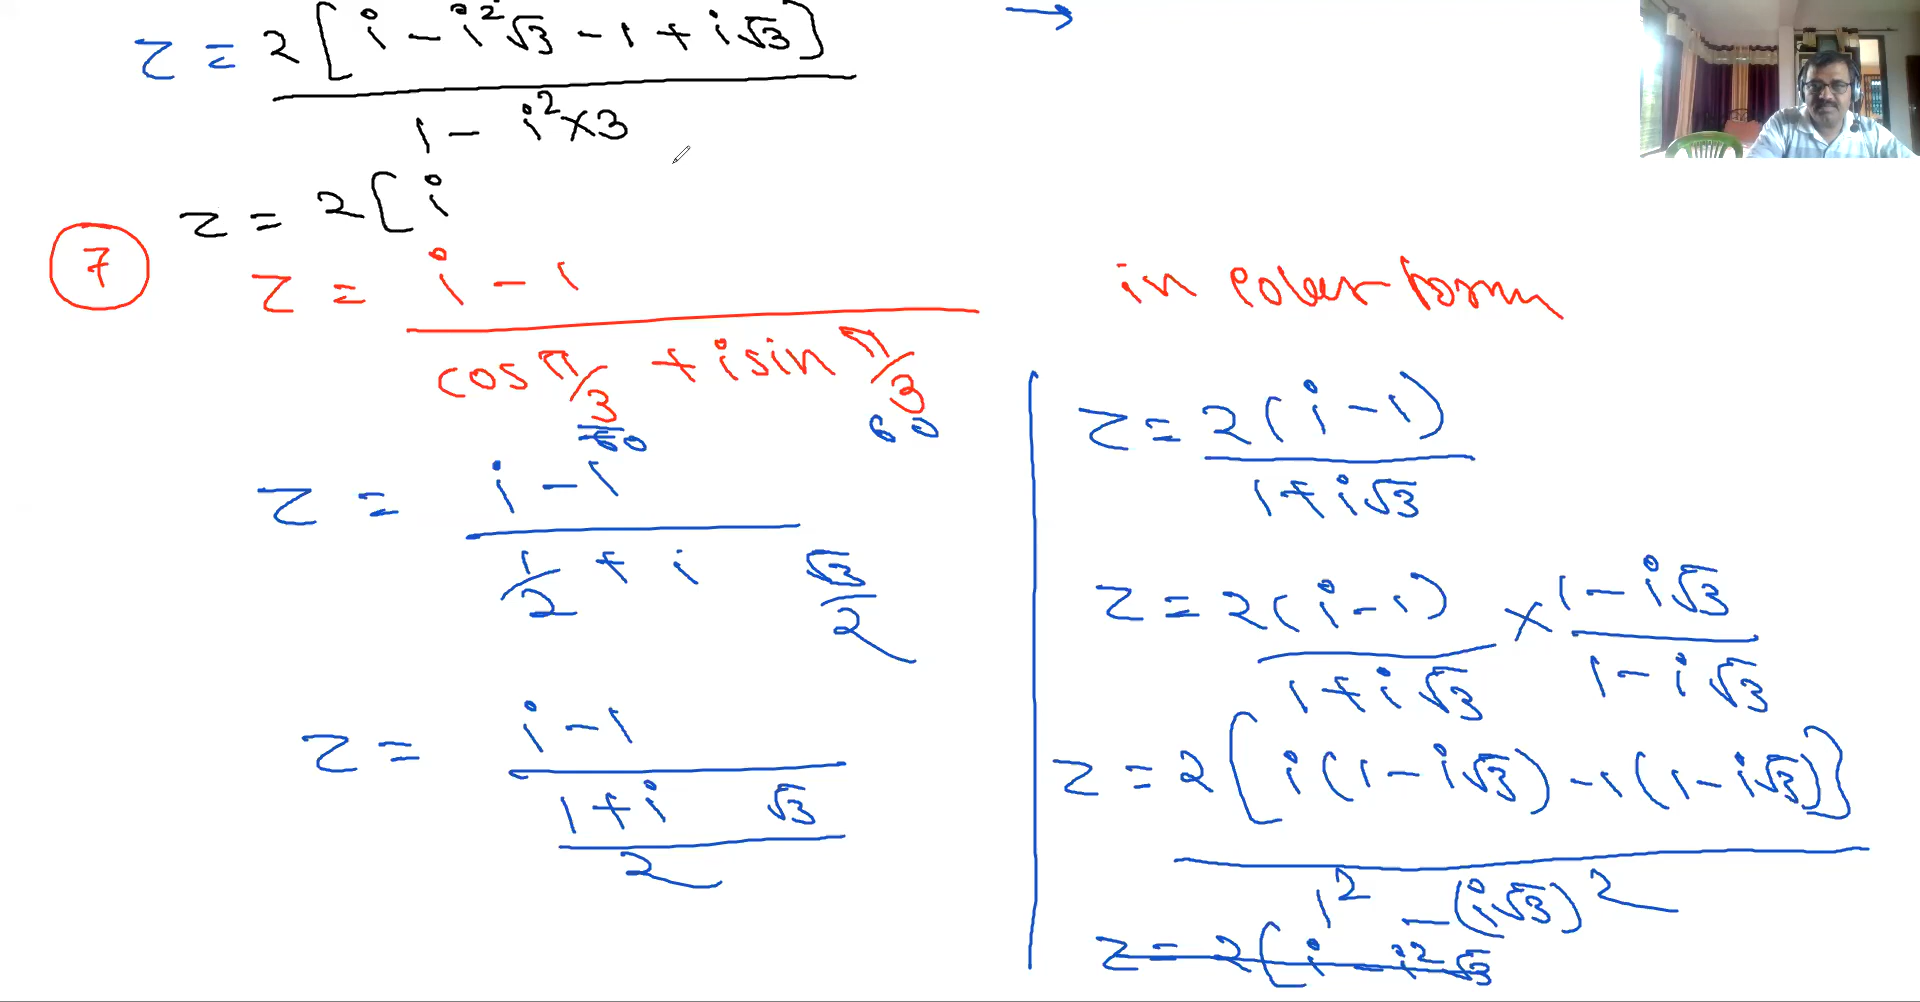 z = 2[i - i²√3 - 1 + i√3] / 1 - i²×3
z = 2[i
7
z = i - 1 / cos π/3 + i sin π/3
in Polar form
60 60
z = i - 1 / 1/2 + i √3/2
z = i - 1 / 1 + i √3 / 2
z = 2(i - 1) / 1 + i√3
z = 2(i - 1) / 1 + i√3 × 1 - i√3 / 1 - i√3
z = 2[i(1 - i√3) - 1(1 - i√3)] / 1² - (i√3)²
z = 2[i - i²√3